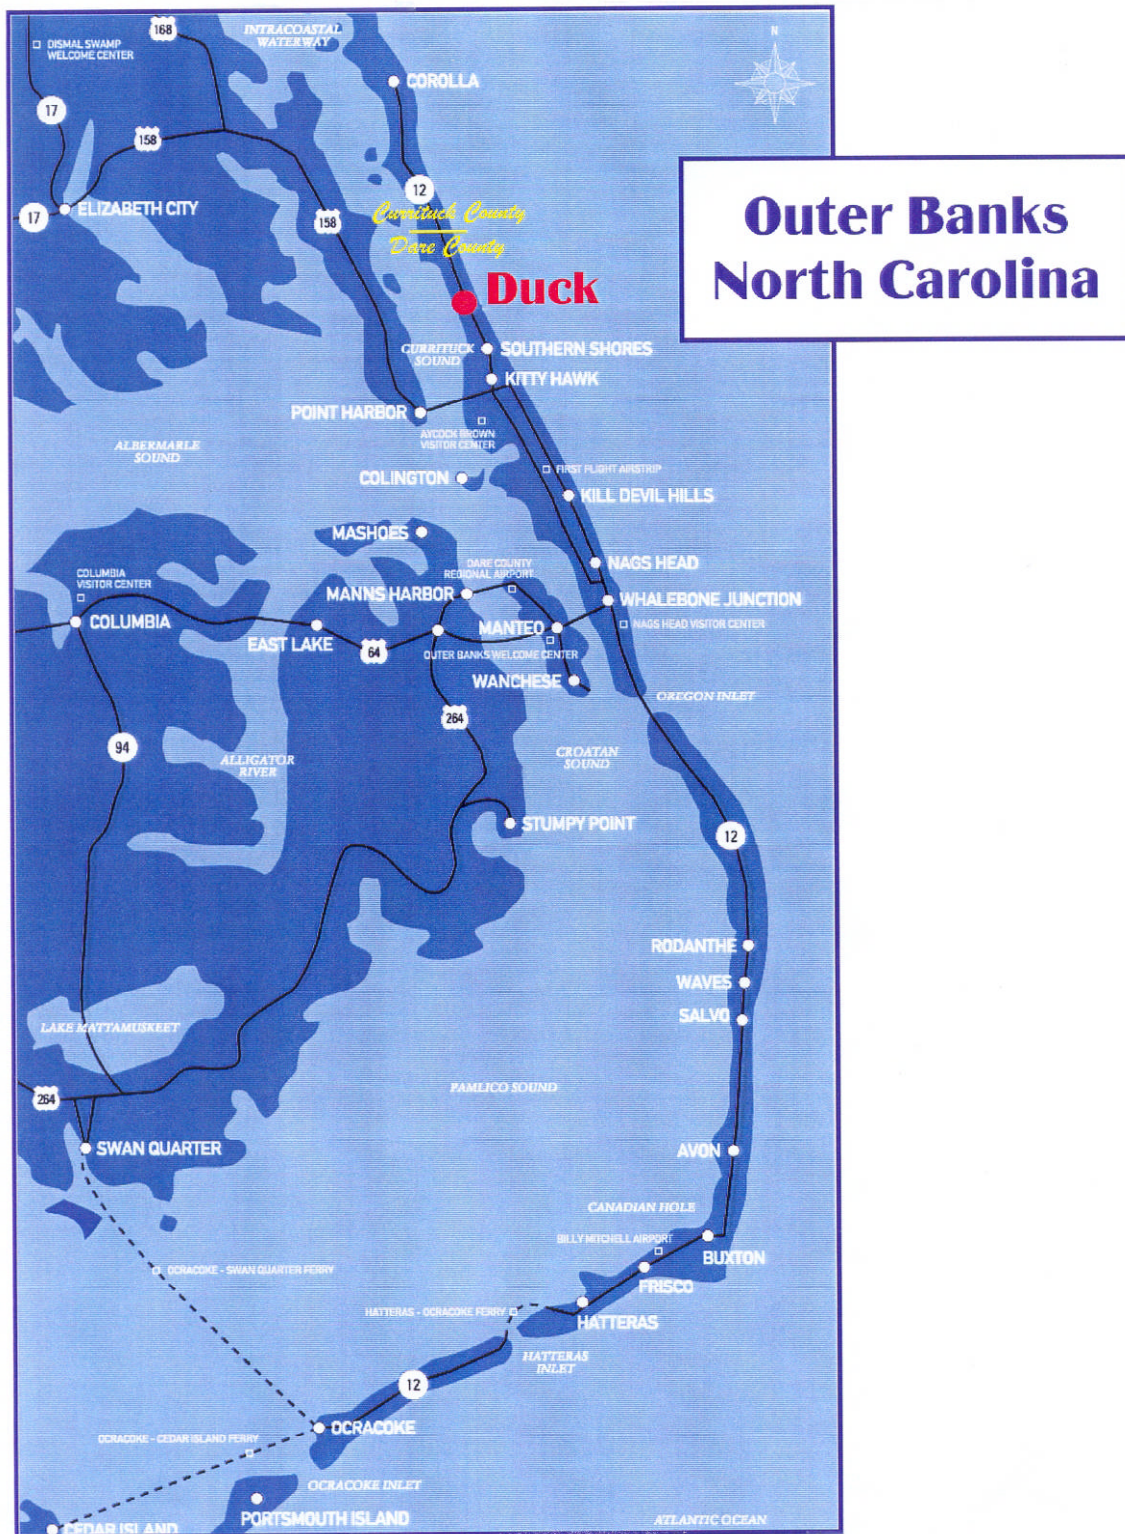 168
INTRACOASTAL
WATERWAY
N
DISMAL SWAMP
WELCOME CENTER
COROLLA
17
158
12
Outer Banks
North Carolina
17
ELIZABETH CITY
158
Currituck County
Dare County
Duck
CURRITUCK
SOUND
SOUTHERN SHORES
KITTY HAWK
POINT HARBOR
AYCOCK BROWN
VISITOR CENTER
ALBERMARLE
SOUND
COLINGTON
FIRST FLIGHT AIRSTRIP
KILL DEVIL HILLS
MASHOES
DARE COUNTY
REGIONAL AIRPORT
NAGS HEAD
COLUMBIA
VISITOR CENTER
MANNS HARBOR
WHALEBONE JUNCTION
COLUMBIA
EAST LAKE
64
MANTEO
NAGS HEAD VISITOR CENTER
OUTER BANKS WELCOME CENTER
WANCHESE
OREGON INLET
264
94
ALLIGATOR
RIVER
CROATAN
SOUND
STUMPY POINT
12
RODANTHE
WAVES
SALVO
LAKE MATTAMUSKEET
PAMLICO SOUND
264
SWAN QUARTER
AVON
CANADIAN HOLE
BILLY MITCHELL AIRPORT
BUXTON
OCRACOKE - SWAN QUARTER FERRY
FRISCO
HATTERAS - OCRACOKE FERRY
HATTERAS
HATTERAS
INLET
12
OCRACOKE
OCRACOKE - CEDAR ISLAND FERRY
OCRACOKE INLET
PORTSMOUTH ISLAND
ATLANTIC OCEAN
CEDAR ISLAND